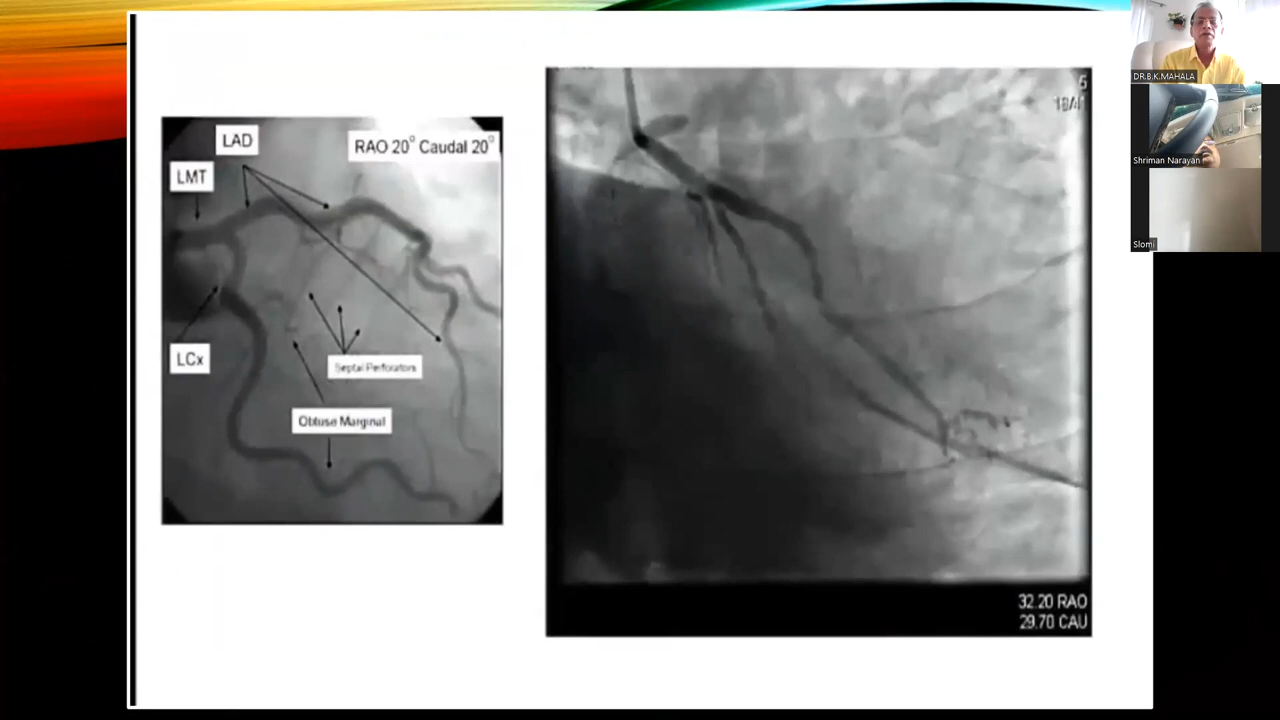 LAD
RAO 20° Caudal 20°
LMT
LCx
Septal Perforators
Obtuse Marginal
32.20 RAO
29.70 CAU
DR.B.K.MAHALA
Shriman Narayan
Slomi